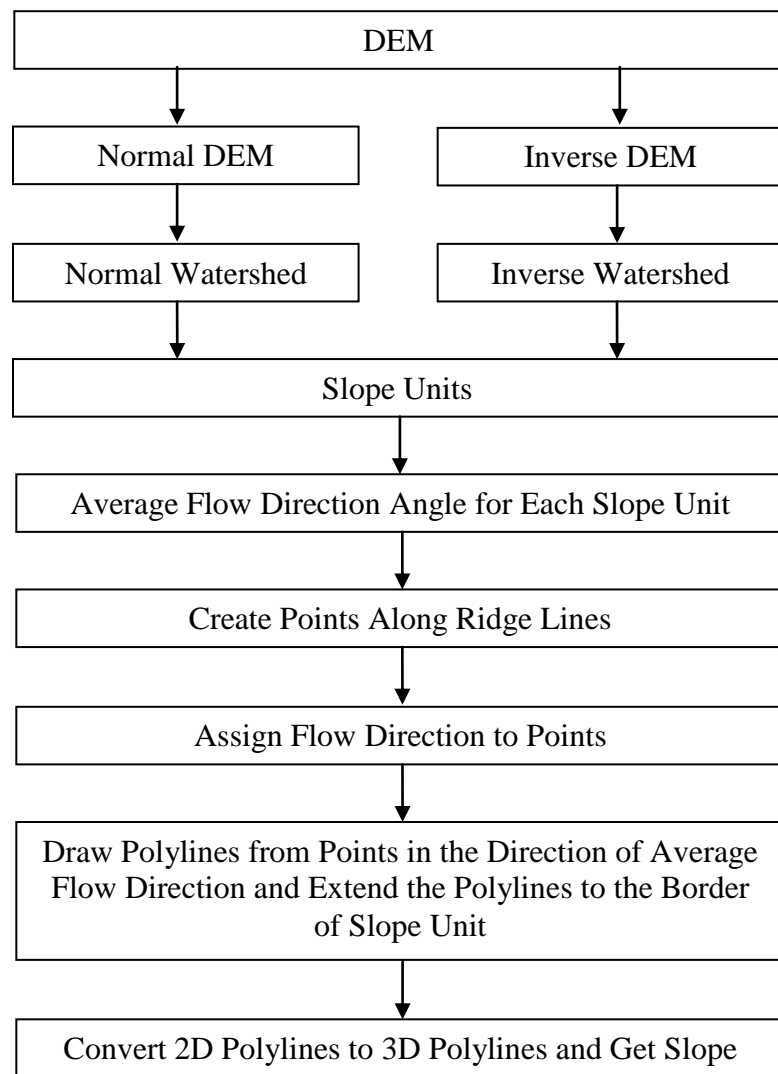 DEM
Normal DEM
Inverse DEM
Normal Watershed
Inverse Watershed
Slope Units
Average Flow Direction Angle for Each Slope Unit
Create Points Along Ridge Lines
Assign Flow Direction to Points
Draw Polylines from Points in the Direction of Average
Flow Direction and Extend the Polylines to the Border
of Slope Unit
Convert 2D Polylines to 3D Polylines and Get Slope